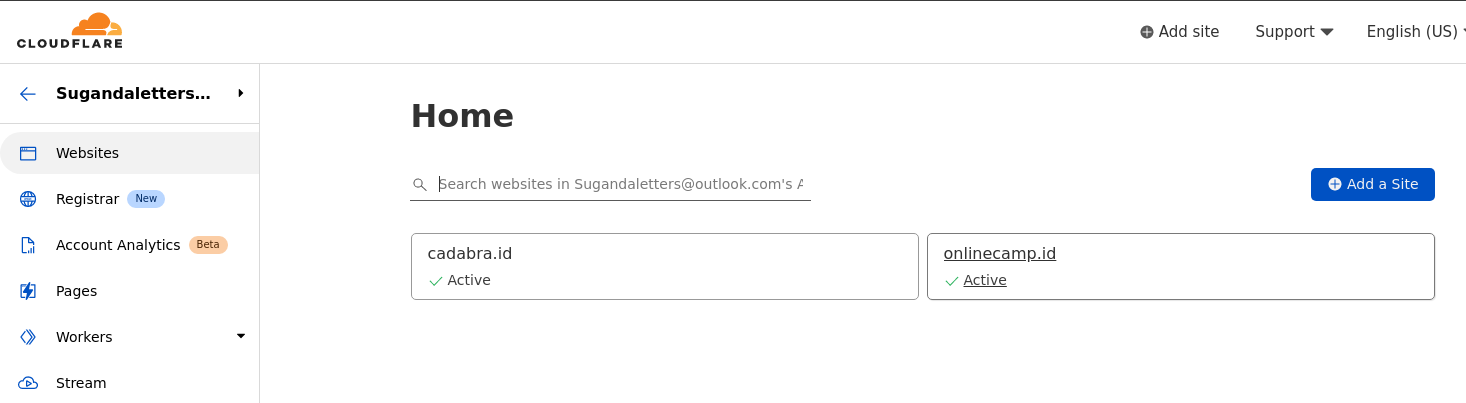 CLOUDFLARE
Add site
Support
English (US)
Sugandaletters...
Websites
Registrar New
Account Analytics Beta
Pages
Workers
Stream
Home
Search websites in Sugandaletters@outlook.com's A
Add a Site
cadabra.id
Active
onlinecamp.id
Active